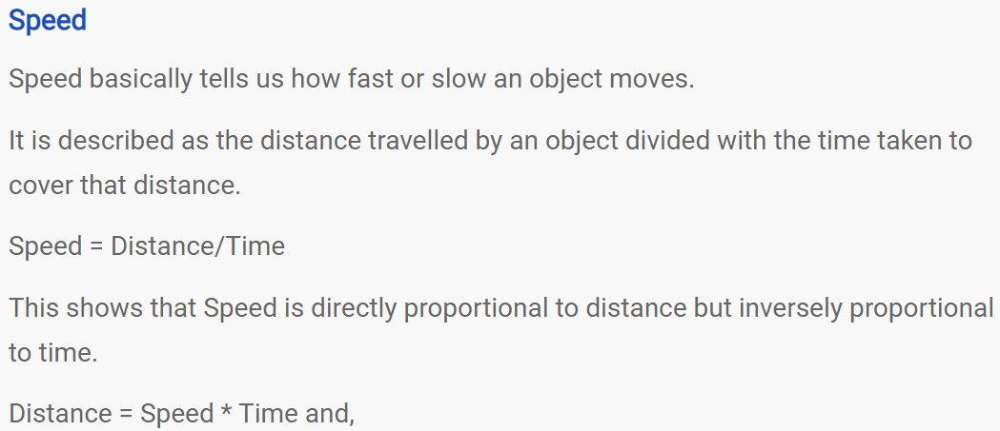 Speed
Speed basically tells us how fast or slow an object moves.
It is described as the distance travelled by an object divided with the time taken to
cover that distance.
Speed = Distance/Time
This shows that Speed is directly proportional to distance but inversely proportional
to time.
Distance = Speed * Time and,